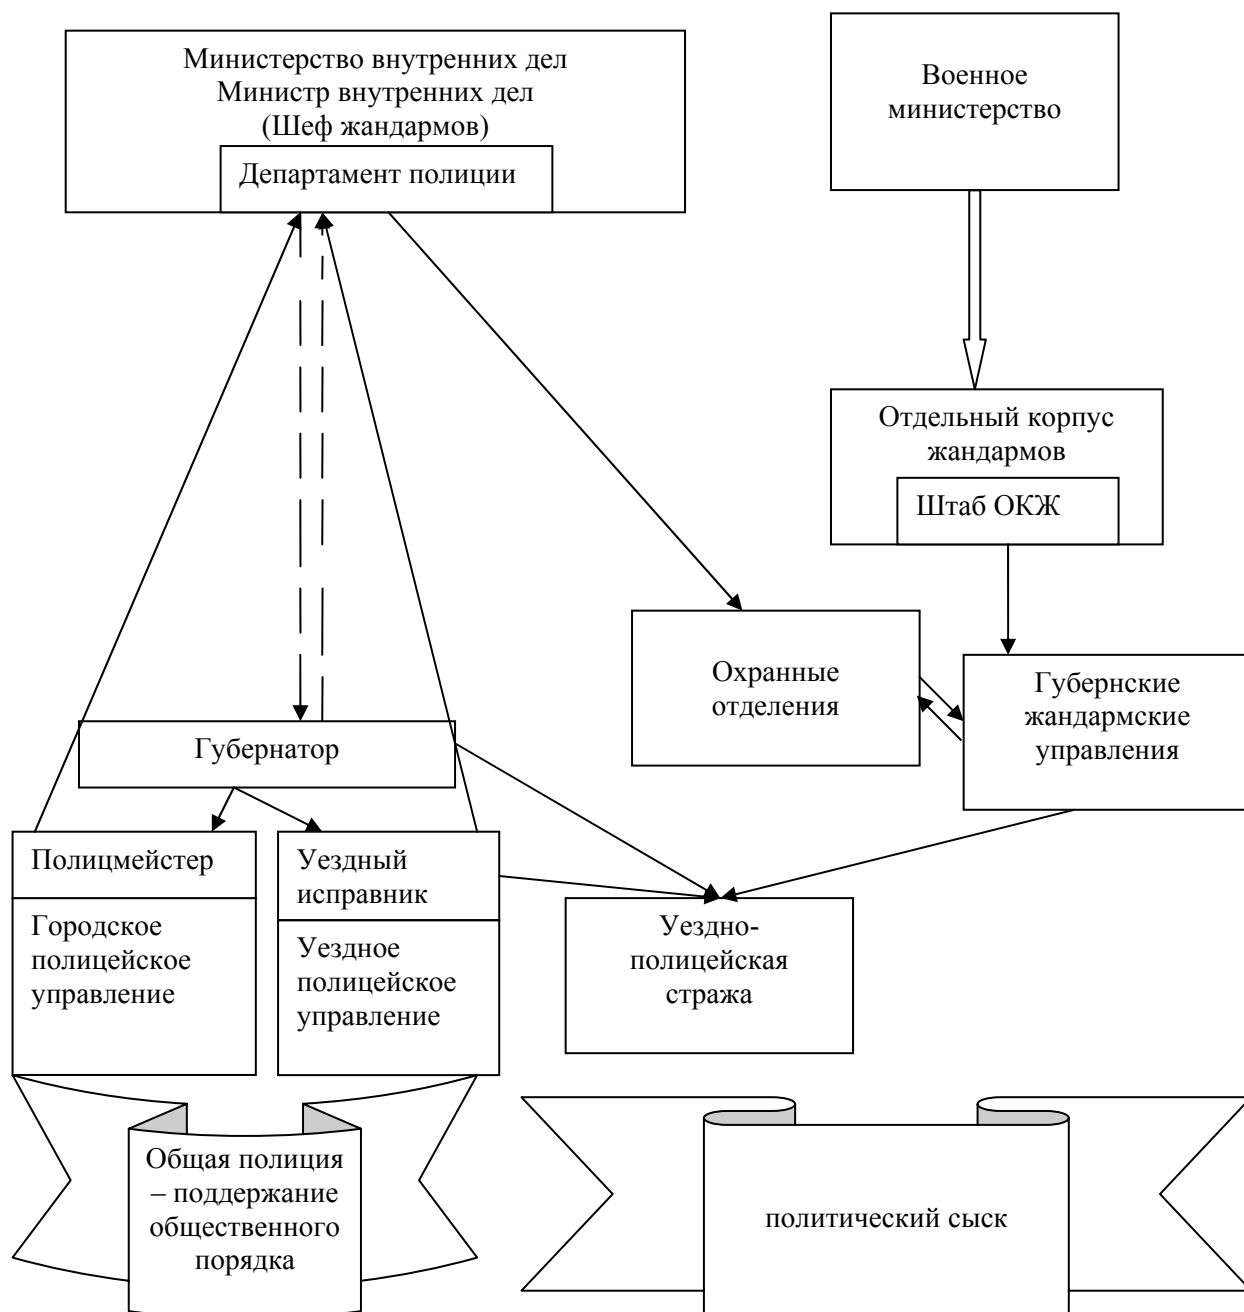 Министерство внутренних дел
Министр внутренних дел
(Шеф жандармов)
Департамент полиции
Военное
министерство
Отдельный корпус
жандармов
Штаб ОКЖ
Охранные
отделения
Губернские
жандармские
управления
Губернатор
Полицмейстер
Городское
полицейское
управление
Уездный
исправник
Уездное
полицейское
управление
Уездно-
полицейская
стража
Общая полиция
– поддержание
общественного
порядка
политический сыск